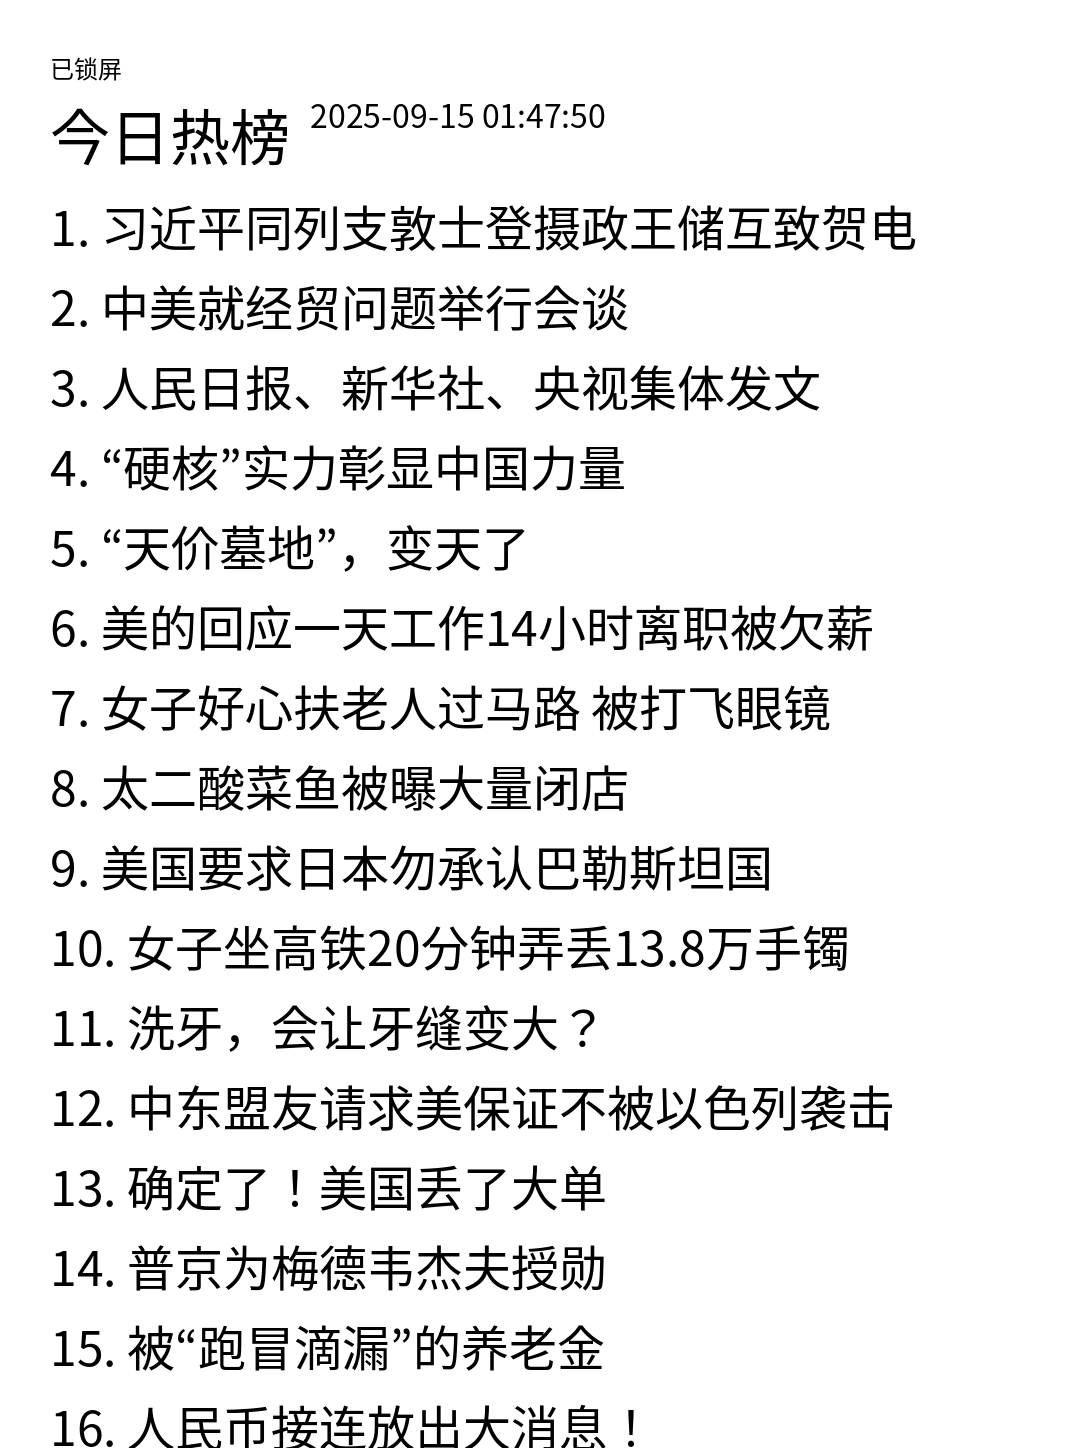 已锁屏
今日热榜 2025-09-15 01:47:50
1. 习近平同列支敦士登摄政王储互致贺电
2. 中美就经贸问题举行会谈
3. 人民日报、新华社、央视集体发文
4. “硬核”实力彰显中国力量
5. “天价墓地”，变天了
6. 美的回应一天工作14小时离职被欠薪
7. 女子好心扶老人过马路 被打飞眼镜
8. 太二酸菜鱼被曝大量闭店
9. 美国要求日本勿承认巴勒斯坦国
10. 女子坐高铁20分钟弄丢13.8万手镯
11. 洗牙，会让牙缝变大？
12. 中东盟友请求美保证不被以色列袭击
13. 确定了！美国丢了大单
14. 普京为梅德韦杰夫授勋
15. 被“跑冒滴漏”的养老金
16. 人民币接连放出大消息！